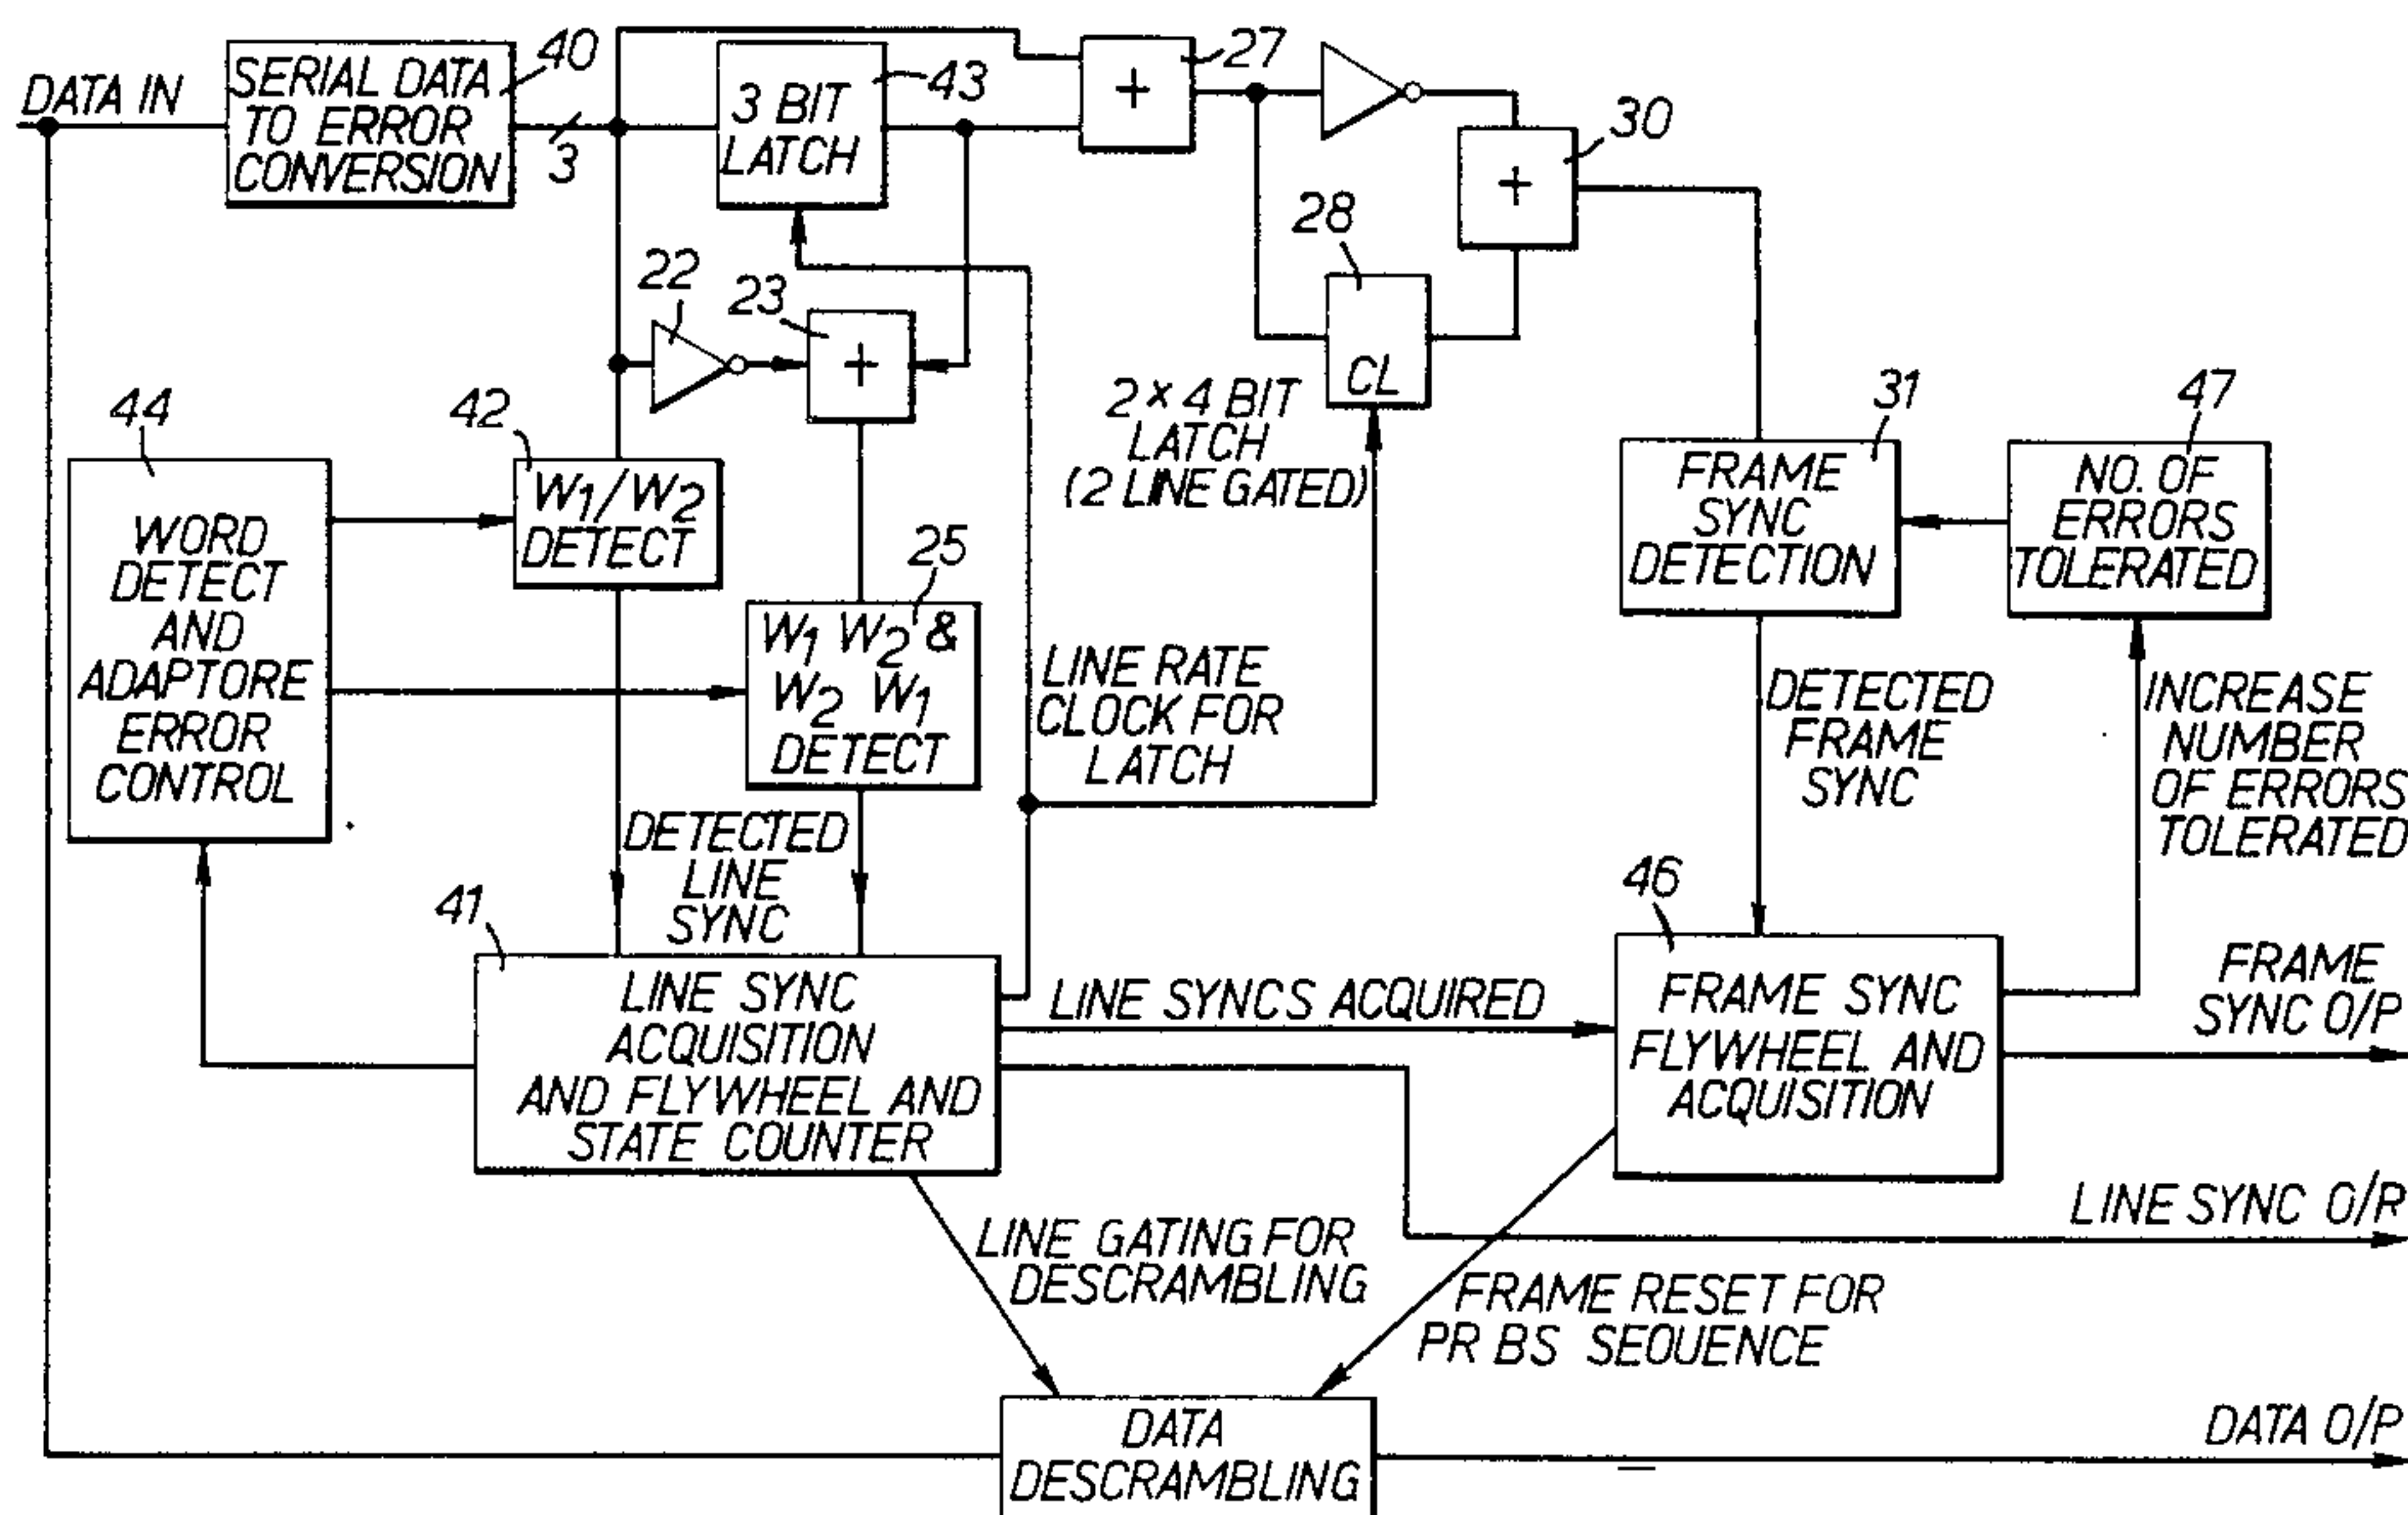 DATA IN
SERIAL DATA
TO ERROR
CONVERSION
40
3
3 BIT
LATCH
43
+
27
+
30
28
CL
2 × 4 BIT
LATCH
(2 LINE GATED)
22
23
+
44
WORD
DETECT
AND
ADAPTORE
ERROR
CONTROL
42
W1/W2
DETECT
25
W1 W2 &
W2 W1
DETECT
31
FRAME
SYNC
DETECTION
47
NO. OF
ERRORS
TOLERATED
LINE RATE
CLOCK FOR
LATCH
DETECTED
FRAME
SYNC
INCREASE
NUMBER
OF ERRORS
TOLERATED
DETECTED
LINE
SYNC
41
LINE SYNC
ACQUISITION
AND FLYWHEEL AND
STATE COUNTER
LINE SYNCS ACQUIRED
46
FRAME SYNC
FLYWHEEL AND
ACQUISITION
FRAME
SYNC O/P
LINE SYNC O/P
LINE GATING FOR
DESCRAMBLING
FRAME RESET FOR
PR BS SEQUENCE
DATA
DESCRAMBLING
DATA O/P